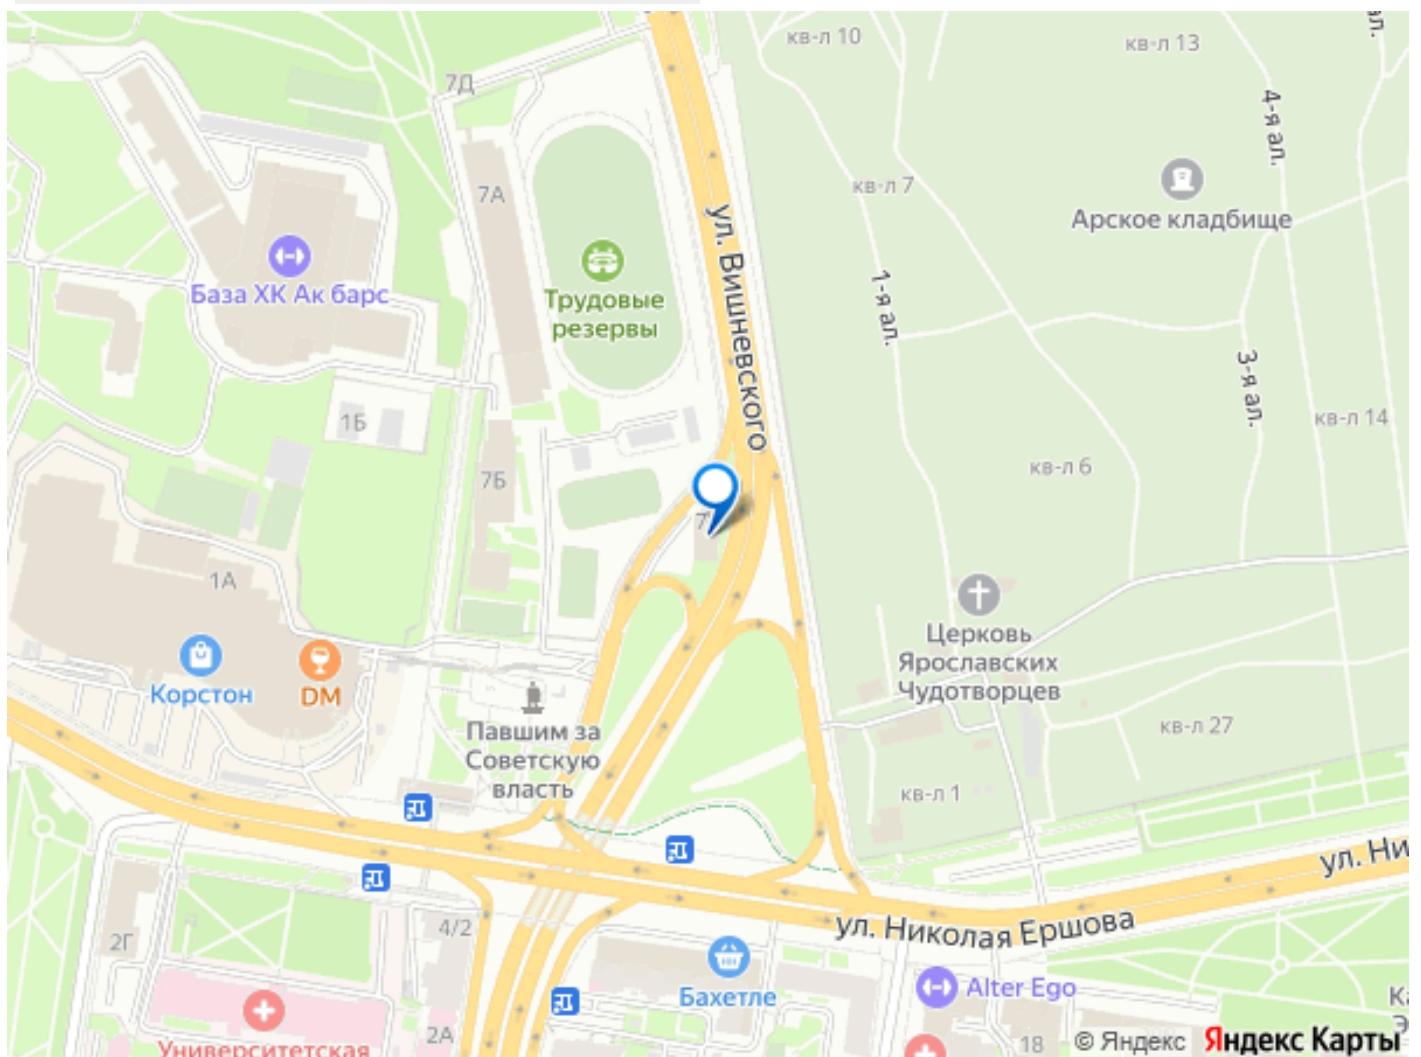 кв-л 10
кв-л 13
7Д
4-я ал.
7А
кв-л 7
Арское кладбище
ул. Вишневского
База ХК Ак барс
Трудовые
резервы
1-я ал.
3-я ал.
1Б
кв-л 14
7Б
кв-л 6
1А
Церковь
Ярославских
Чудотворцев
Корстон
DM
Павшим за
Советскую
власть
кв-л 27
кв-л 1
ул. Ни
ул. Николая Ершова
4/2
2Г
Бахетле
Alter Ego
2А
18
Университетская
© Яндекс
Яндекс Карты